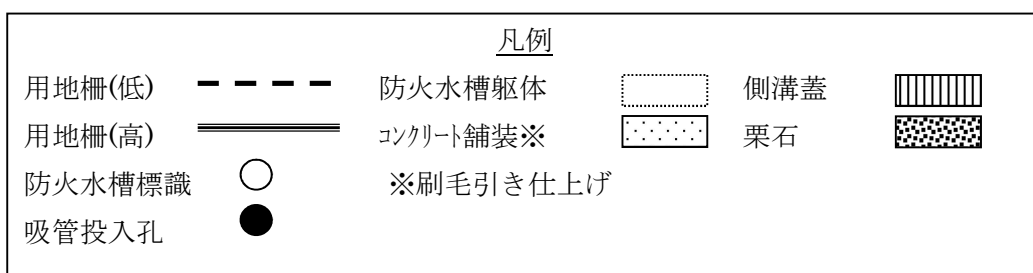 凡例
用地柵(低) 防火水槽躯体 側溝蓋
用地柵(高) ｺﾝｸﾘｰﾄ舗装※ 栗石
防火水槽標識 ※刷毛引き仕上げ
吸管投入孔